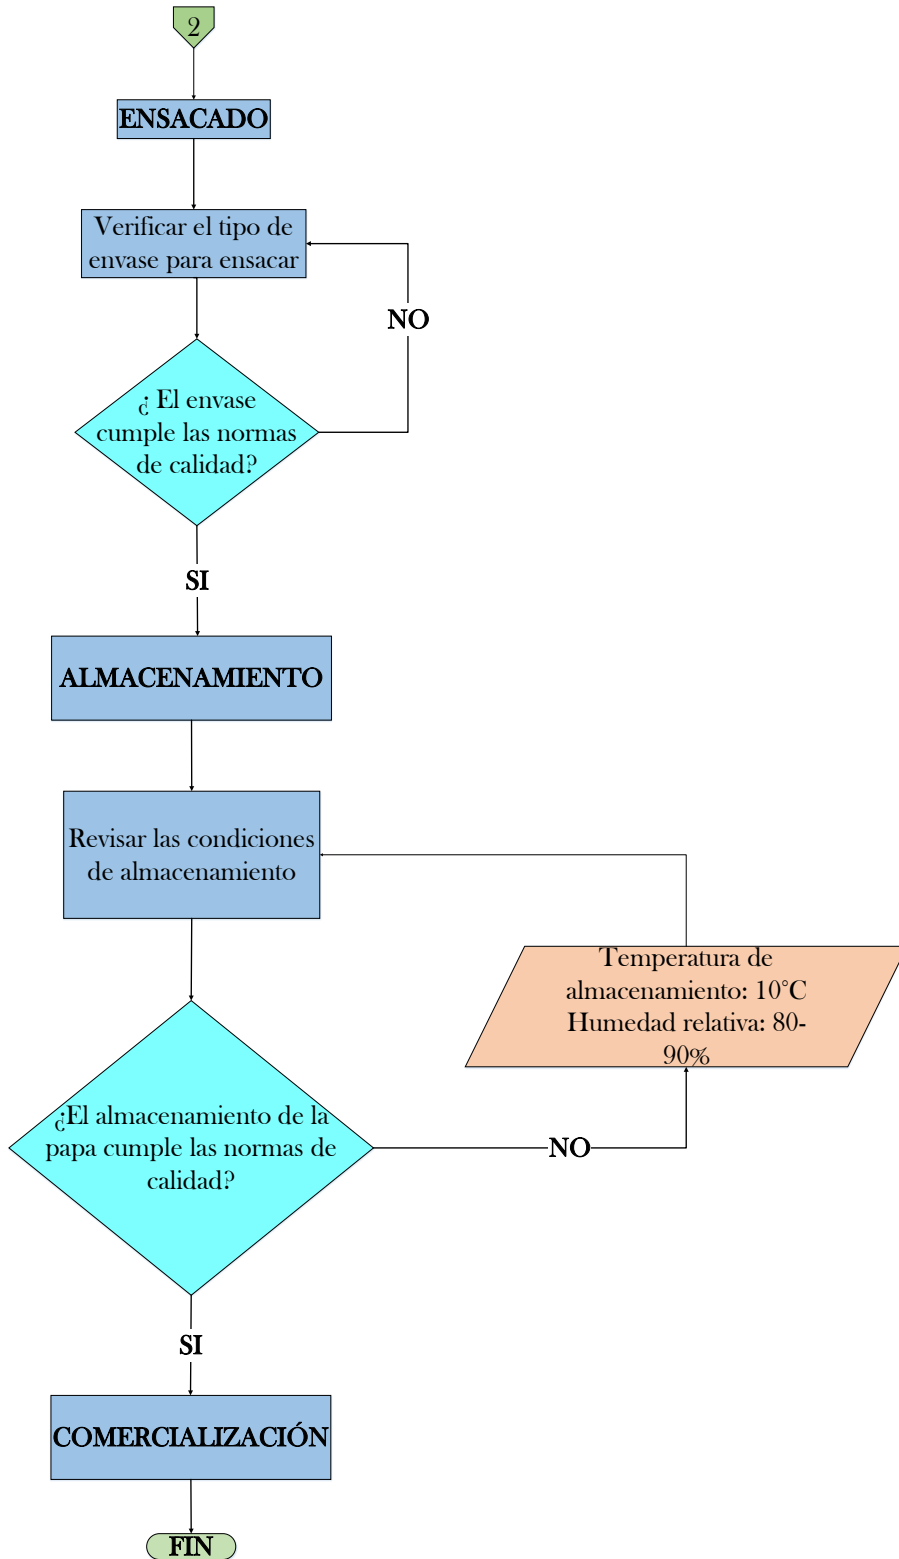 2
ENSACADO
Verificar el tipo de
envase para ensacar
NO
¿ El envase
cumple las normas
de calidad?
SI
ALMACENAMIENTO
Revisar las condiciones
de almacenamiento
Temperatura de
almacenamiento: 10°C
Humedad relativa: 80-
90%
¿El almacenamiento de la
papa cumple las normas de
calidad?
NO
SI
COMERCIALIZACIÓN
FIN